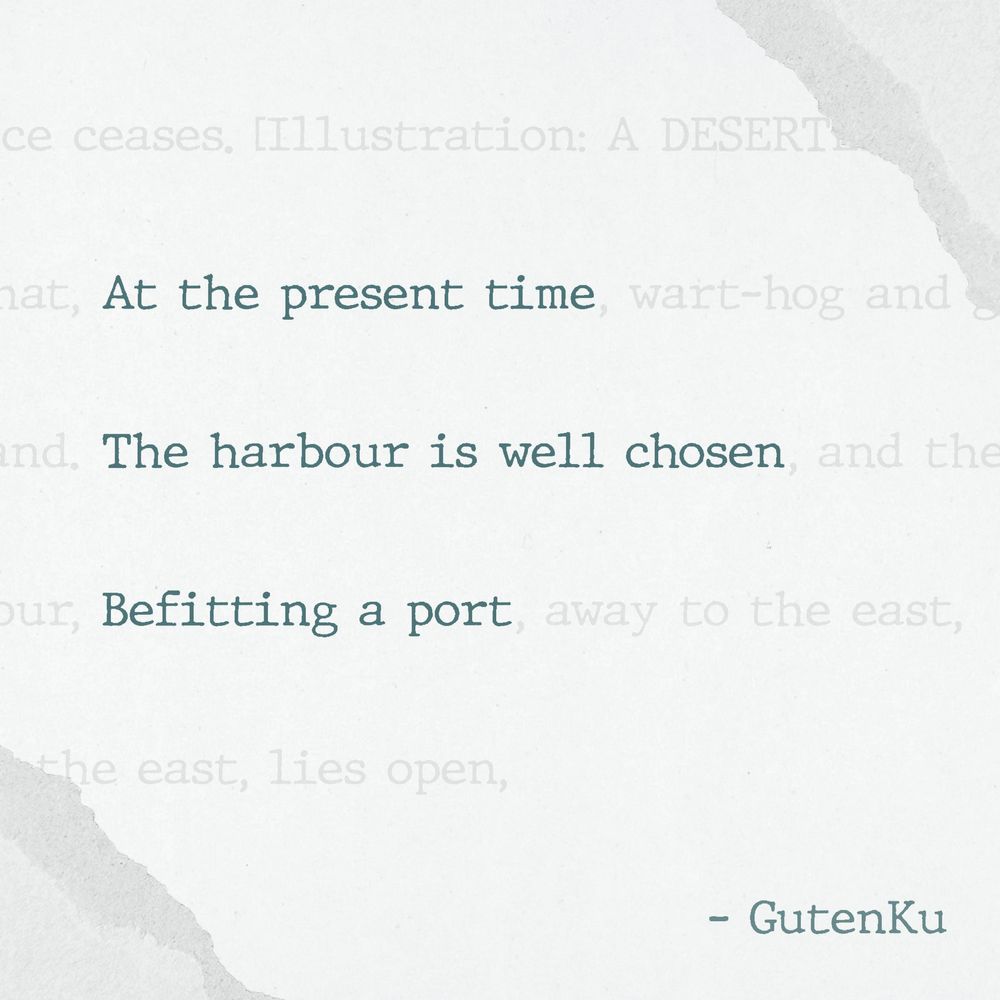 ce ceases. [Illustration: A DESERT
hat, At the present time, wart-hog and g
and. The harbour is well chosen, and the
our, Befitting a port, away to the east,
the east, lies open,
- GutenKu